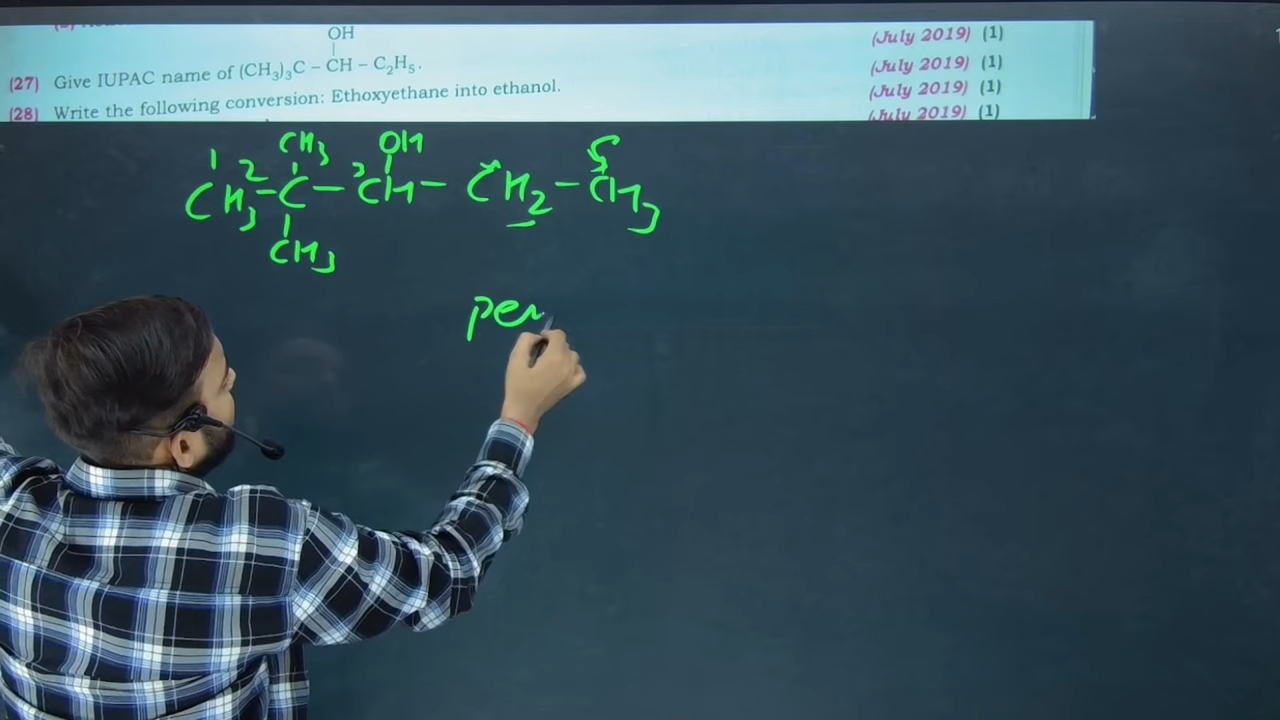 OH
(July 2019) (1)
(27) Give IUPAC name of (CH₃)₃C – CH – C₂H₅.
(July 2019) (1)
(28) Write the following conversion: Ethoxyethane into ethanol.
(July 2019) (1)
(July 2019) (1)
CH₃ OH
1 2 3 4 5
CH₃ – C – CH – CH₂ – CH₃
CH₃
pen